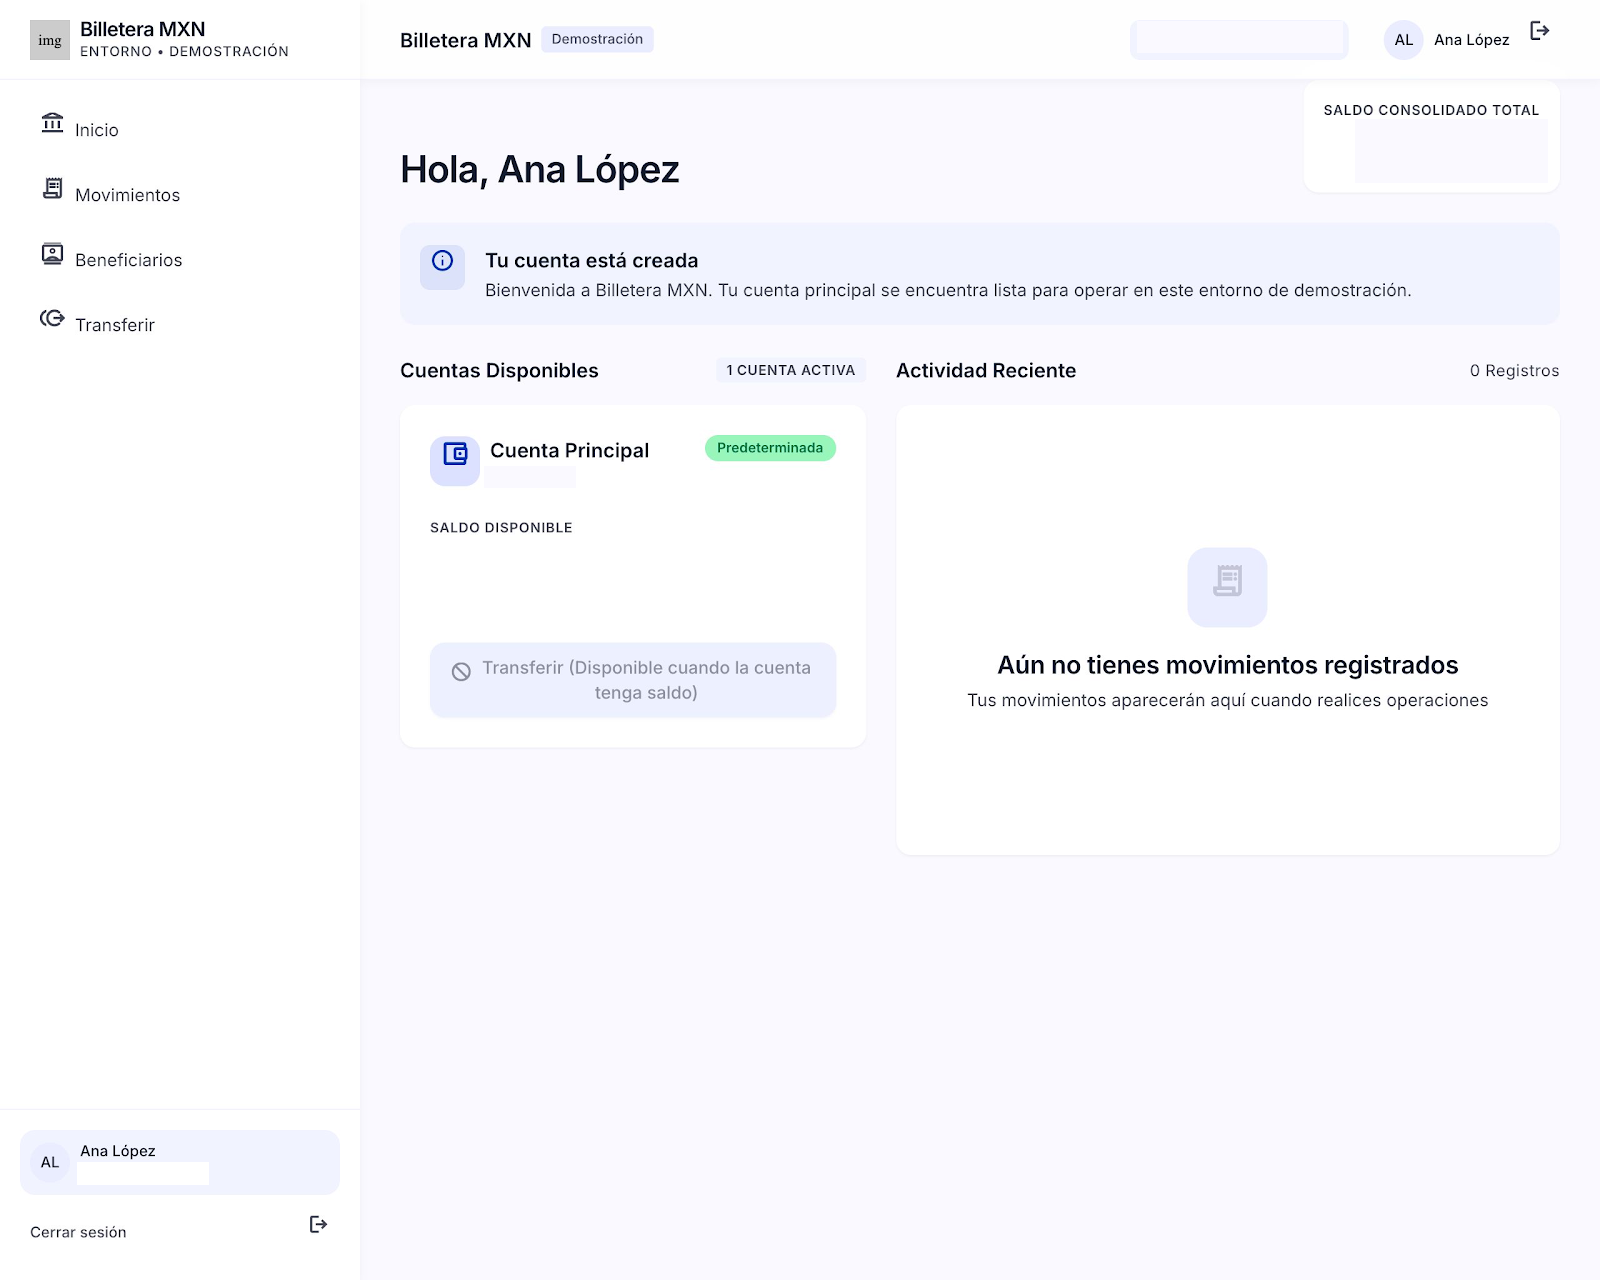 img
Billetera MXN
ENTORNO • DEMOSTRACIÓN
Inicio
Movimientos
Beneficiarios
Transferir
AL
Ana López
Cerrar sesión
Billetera MXN
Demostración
AL
Ana López
SALDO CONSOLIDADO TOTAL
Hola, Ana López
Tu cuenta está creada
Bienvenida a Billetera MXN. Tu cuenta principal se encuentra lista para operar en este entorno de demostración.
Cuentas Disponibles
1 CUENTA ACTIVA
Cuenta Principal
Predeterminada
SALDO DISPONIBLE
Transferir (Disponible cuando la cuenta
tenga saldo)
Actividad Reciente
0 Registros
Aún no tienes movimientos registrados
Tus movimientos aparecerán aquí cuando realices operaciones